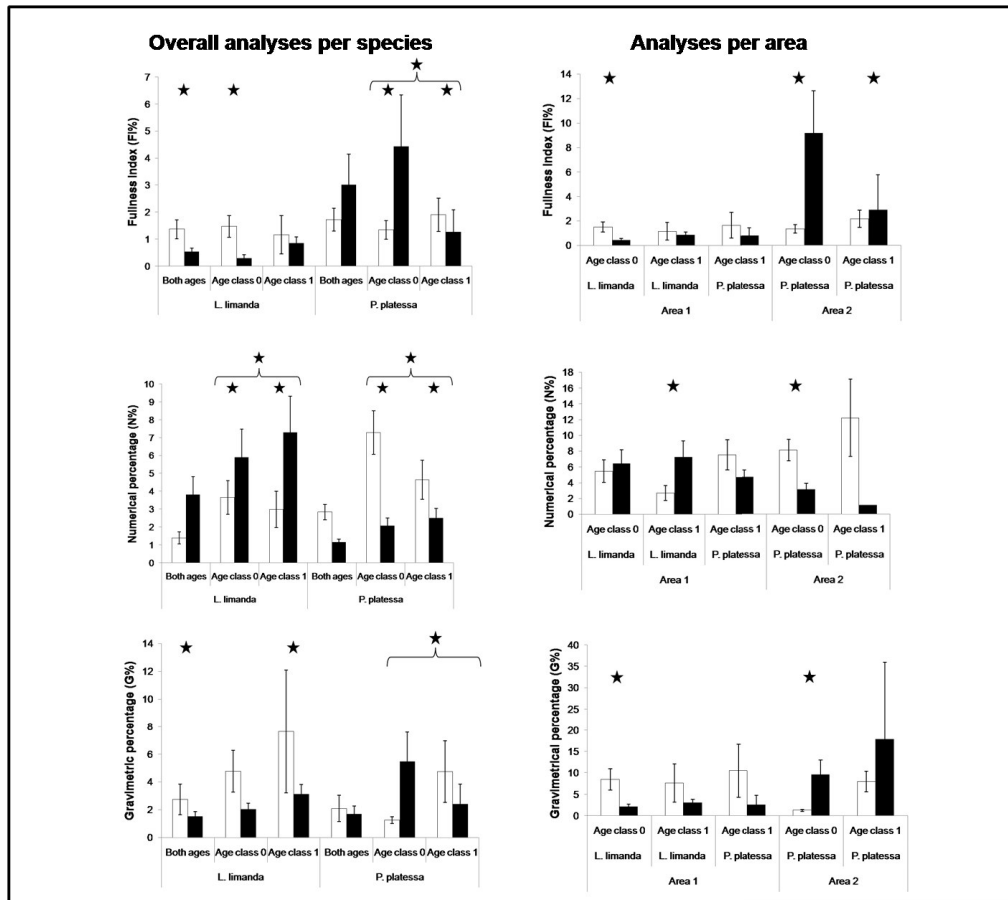 Overall analyses per species
Analyses per area
Fullness Index (FI%)
7
6
5
4
3
2
1
0
Both ages Age class 0 Age class 1 Both ages Age class 0 Age class 1
L. limanda P. platessa
Fullness Index (FI%)
14
12
10
8
6
4
2
0
Age class 0 Age class 1 Age class 1 Age class 0 Age class 1
L. limanda L. limanda P. platessa P. platessa P. platessa
Area 1 Area 2
Numerical percentage (N%)
10
9
8
7
6
5
4
3
2
1
0
Both ages Age class 0 Age class 1 Both ages Age class 0 Age class 1
L. limanda P. platessa
Numerical percentage (N%)
18
16
14
12
10
8
6
4
2
0
Age class 0 Age class 1 Age class 1 Age class 0 Age class 1
L. limanda L. limanda P. platessa P. platessa P. platessa
Area 1 Area 2
Gravimetric percentage (G%)
14
12
10
8
6
4
2
0
Both ages Age class 0 Age class 1 Both ages Age class 0 Age class 1
L. limanda P. platessa
Gravimetrical percentage (G%)
40
35
30
25
20
15
10
5
0
Age class 0 Age class 1 Age class 1 Age class 0 Age class 1
L. limanda L. limanda P. platessa P. platessa P. platessa
Area 1 Area 2